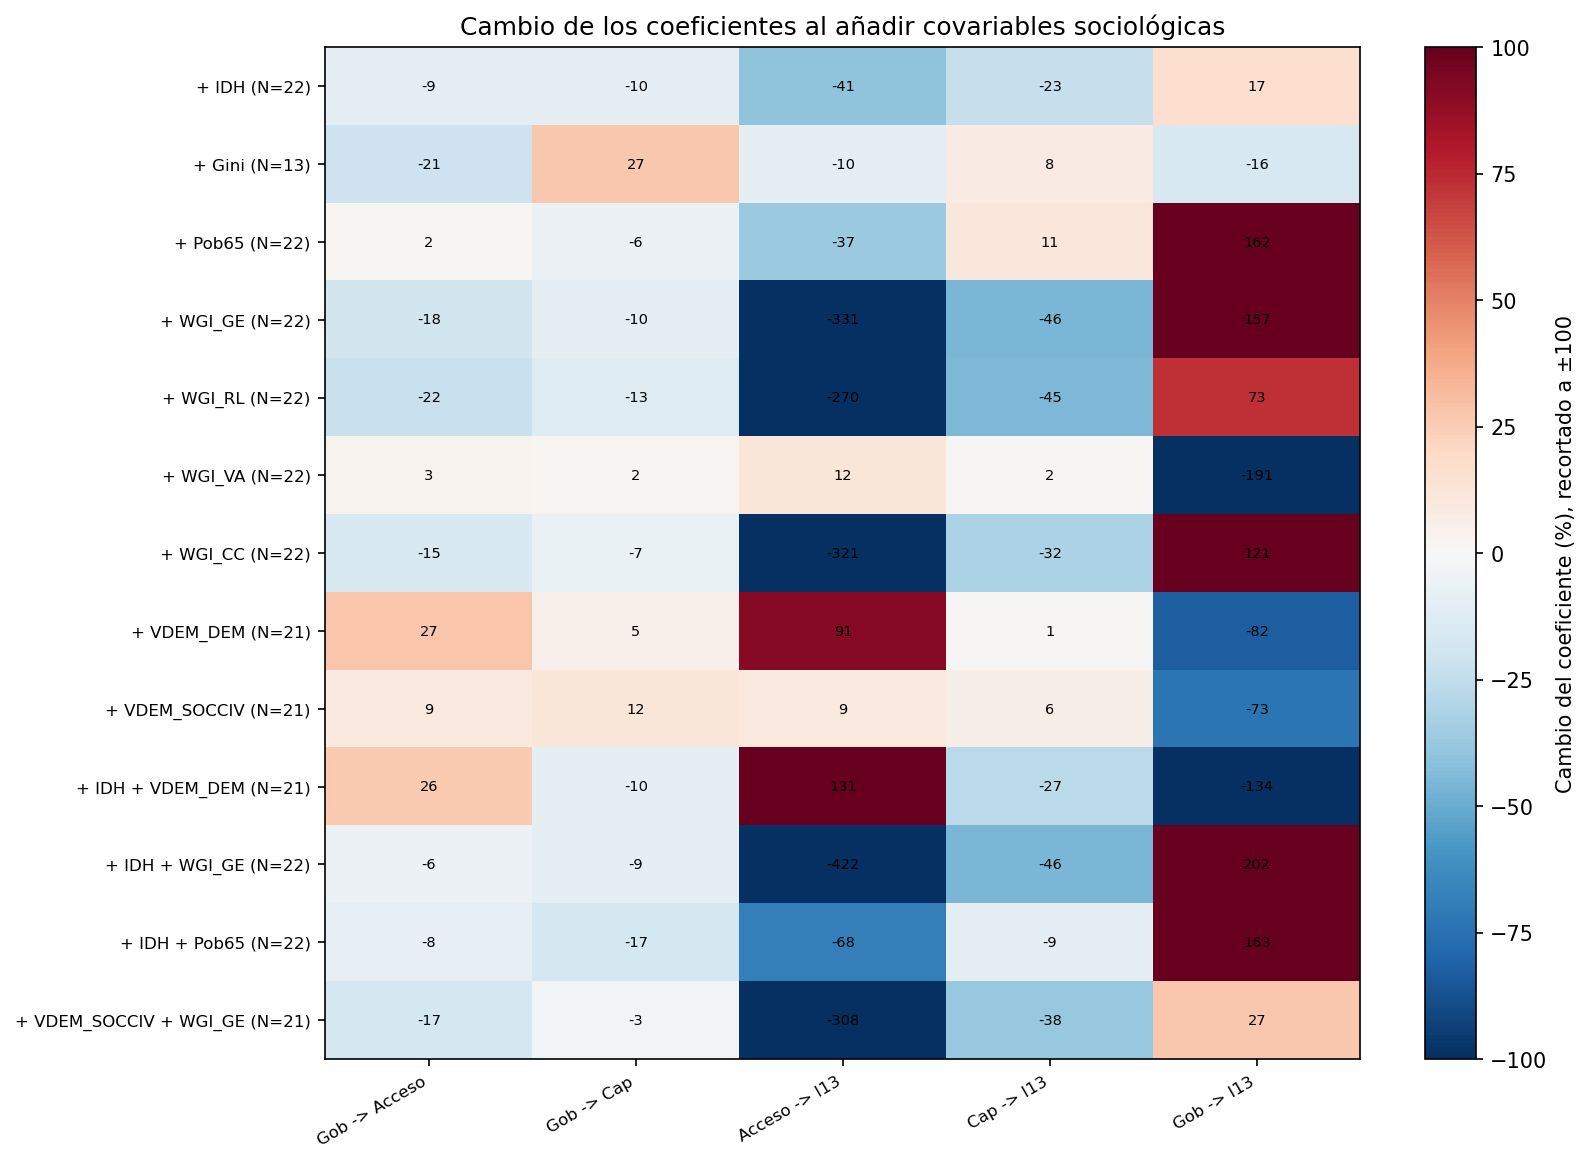 Cambio de los coeficientes al añadir covariables sociológicas
+ IDH (N=22) -9 -10 -41 -23 17
+ Gini (N=13) -21 27 -10 8 -16
+ Pob65 (N=22) 2 -6 -37 11 162
+ WGI_GE (N=22) -18 -10 -331 -46 157
+ WGI_RL (N=22) -22 -13 -270 -45 73
+ WGI_VA (N=22) 3 2 12 2 -191
+ WGI_CC (N=22) -15 -7 -321 -32 121
+ VDEM_DEM (N=21) 27 5 91 1 -82
+ VDEM_SOCCIV (N=21) 9 12 9 6 -73
+ IDH + VDEM_DEM (N=21) 26 -10 131 -27 -134
+ IDH + WGI_GE (N=22) -6 -9 -422 -46 202
+ IDH + Pob65 (N=22) -8 -17 -68 -9 163
+ VDEM_SOCCIV + WGI_GE (N=21) -17 -3 -308 -38 27
Gob -> Acceso
Gob -> Cap
Acceso -> I13
Cap -> I13
Gob -> I13
100
75
50
25
0
−25
−50
−75
−100
Cambio del coeficiente (%), recortado a ±100